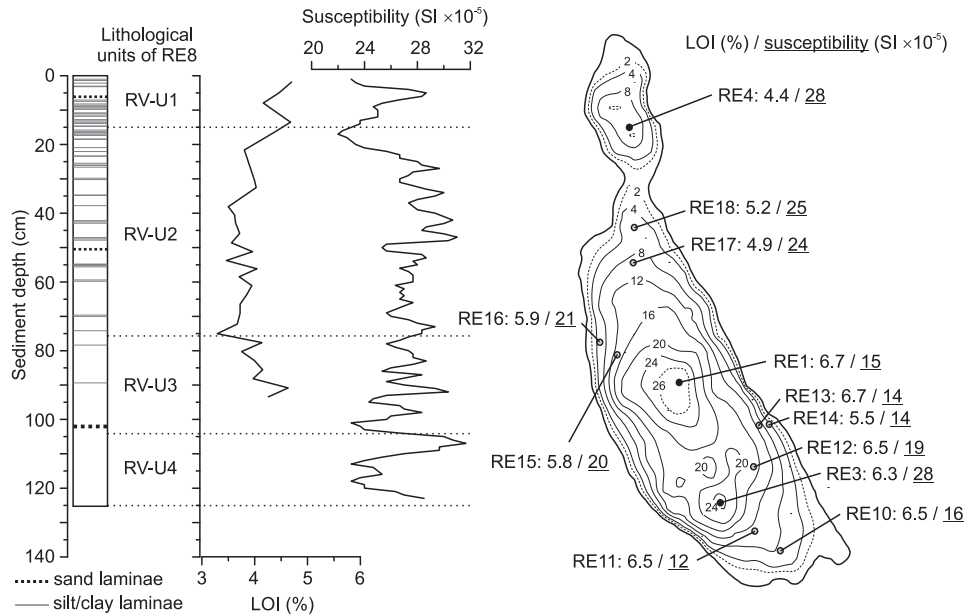 Susceptibility (SI ×10-5)
20 24 28 32
Lithological
units of RE8
Sediment depth (cm)
0
20
40
60
80
100
120
140
RV-U1
RV-U2
RV-U3
RV-U4
3 4 5 6
LOI (%)
sand laminae
silt/clay laminae
LOI (%) / susceptibility (SI ×10-5)
2
4
8
RE4: 4.4 / 28
2
4
RE18: 5.2 / 25
8
RE17: 4.9 / 24
12
16
RE16: 5.9 / 21
20
24
RE1: 6.7 / 15
26
RE13: 6.7 / 14
RE14: 5.5 / 14
RE12: 6.5 / 19
RE15: 5.8 / 20
20 20
RE3: 6.3 / 28
24
RE10: 6.5 / 16
RE11: 6.5 / 12